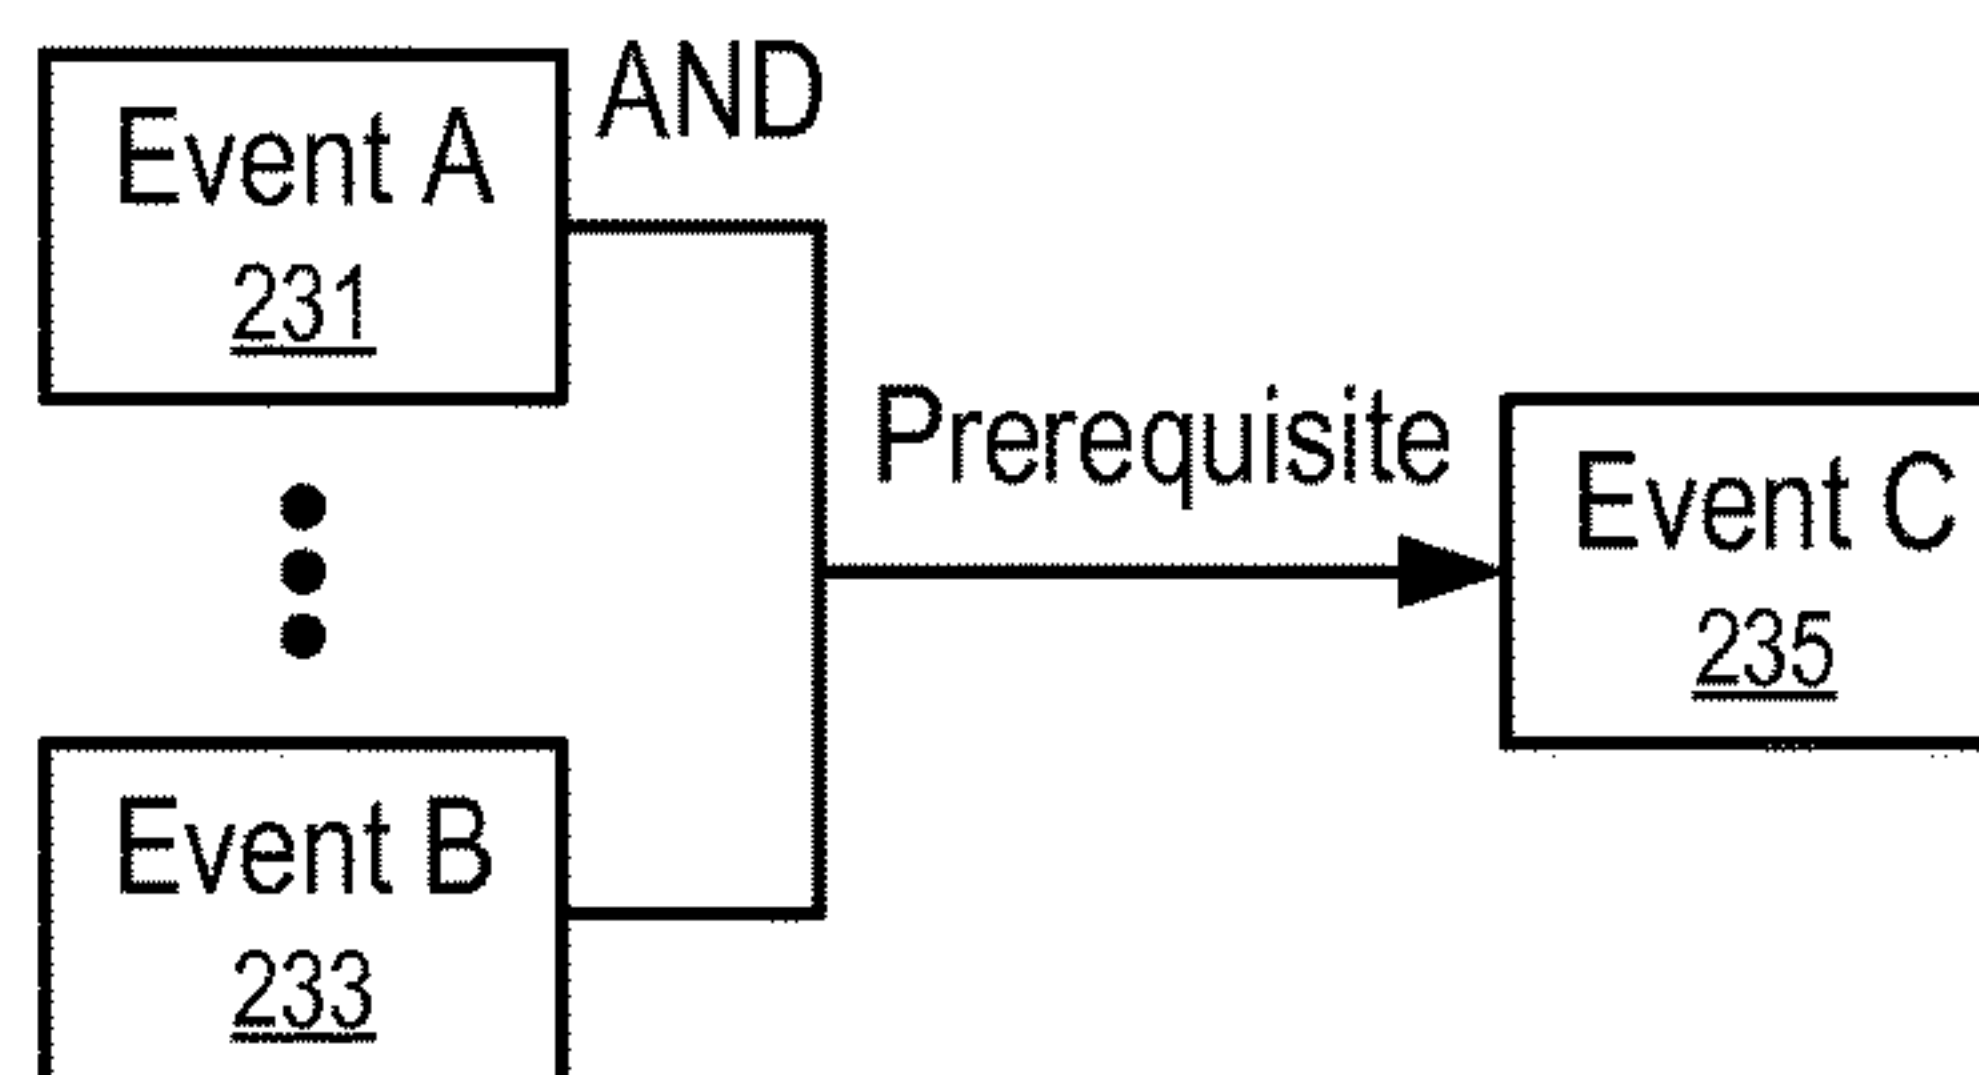 Event A
231
AND
Prerequisite
Event C
235
Event B
233